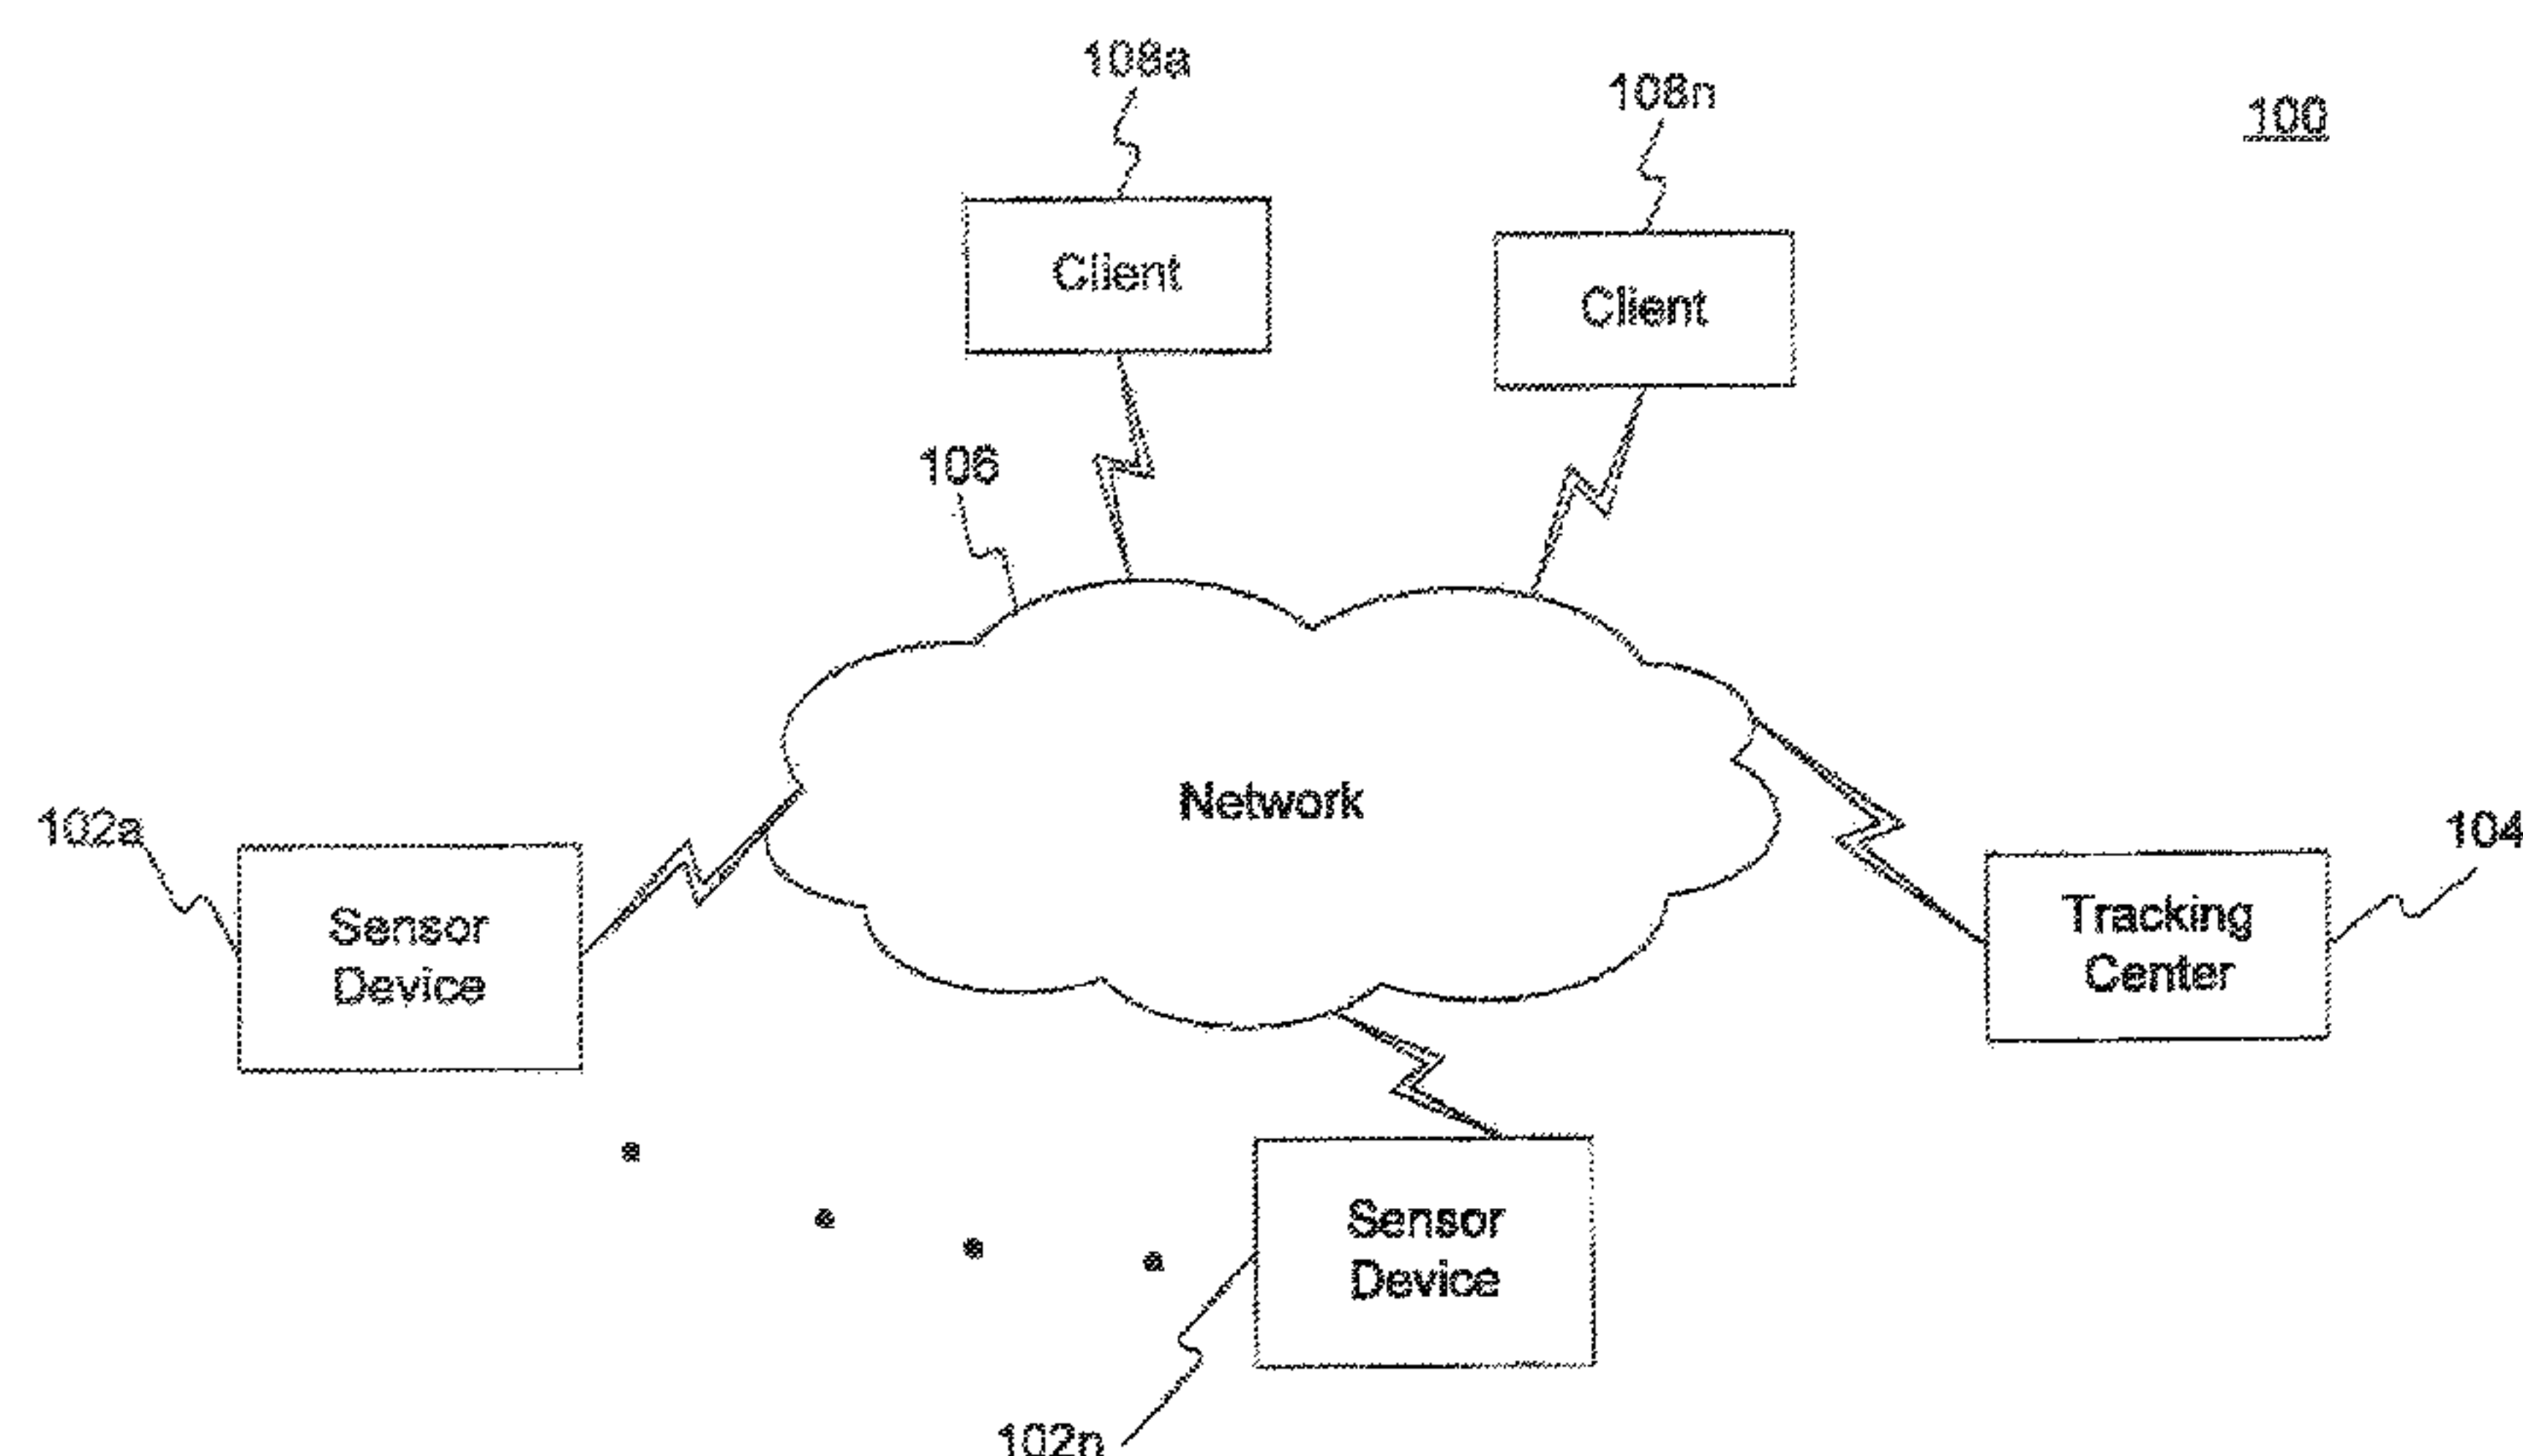 108a
108n
100
Client
Client
106
Network
102a
104
Sensor
Device
Tracking
Center
Sensor
Device
102n